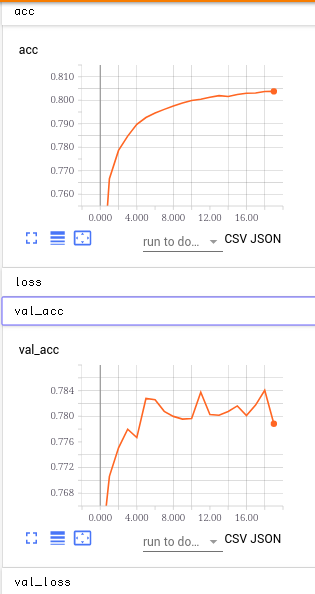 acc
acc
0.810
0.800
0.790
0.780
0.770
0.760
0.000 4.000 8.000 12.00 16.00
run to do... CSV JSON
loss
val_acc
val_acc
0.784
0.780
0.776
0.772
0.768
0.000 4.000 8.000 12.00 16.00
run to do... CSV JSON
val_loss